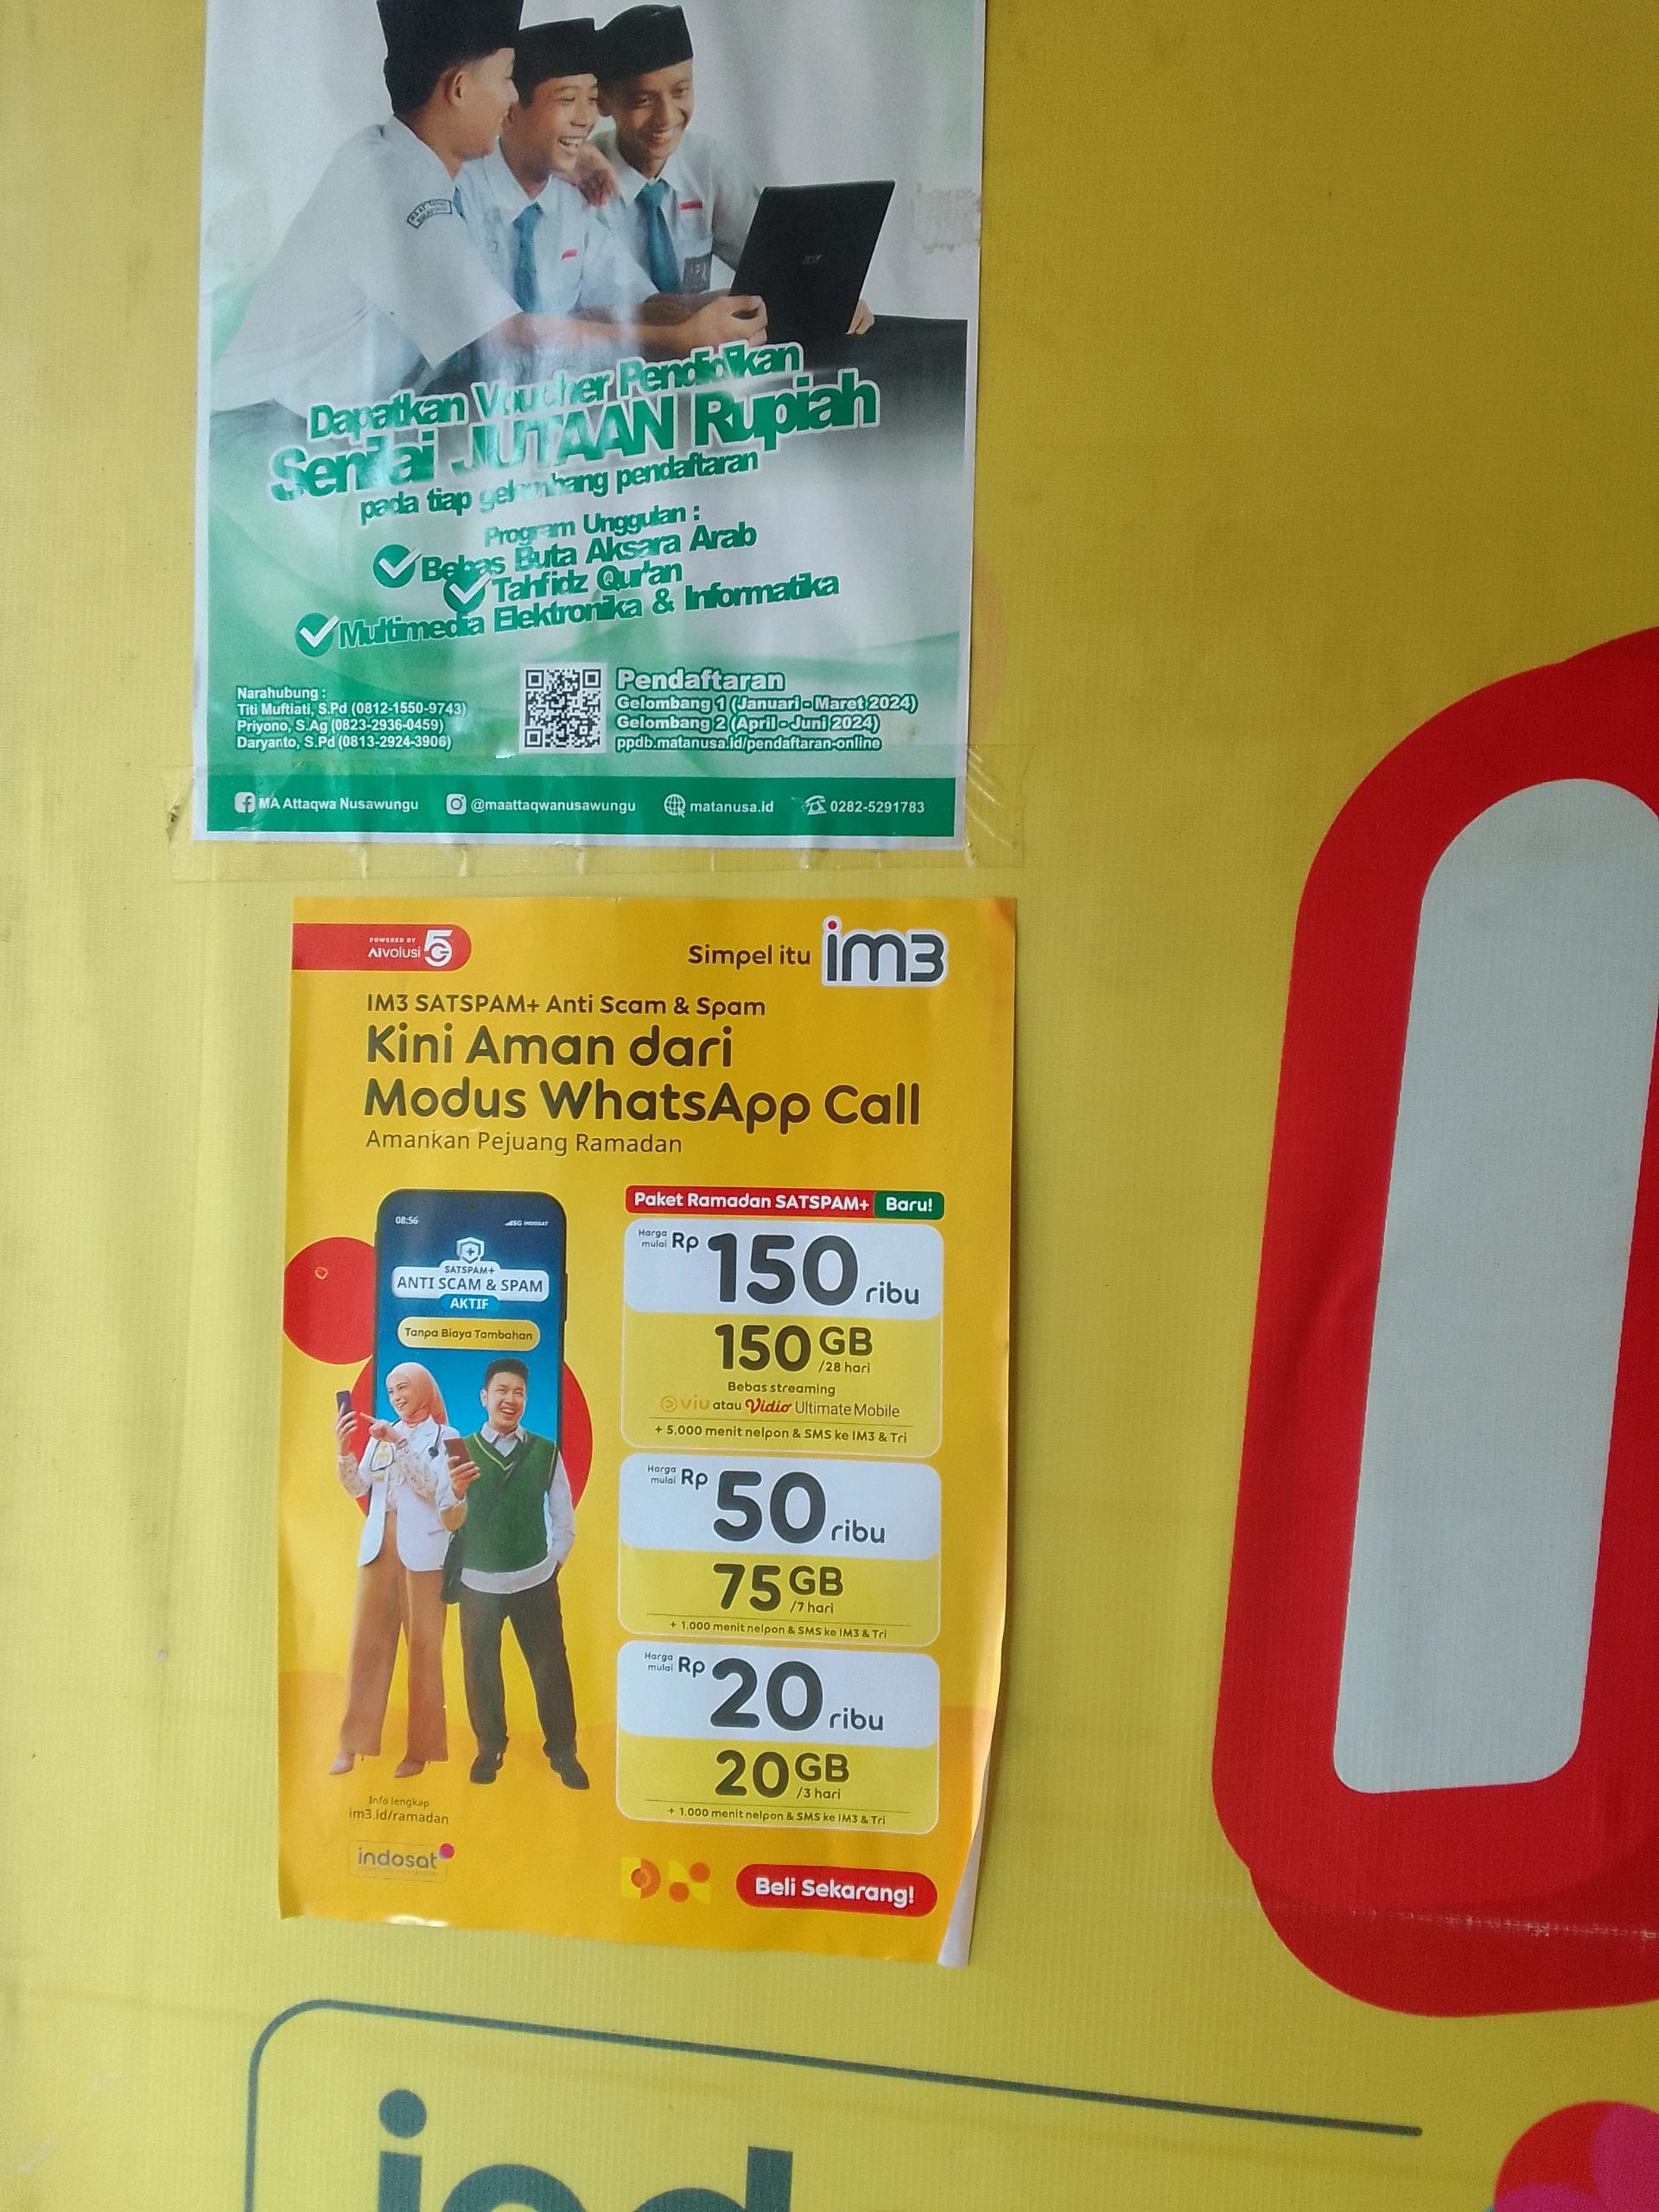 Dapatkan Voucher Pendidikan
Senilai JUTAAN Rupiah
pada tiap gelombang pendaftaran
Program Unggulan :
Bebas Buta Aksara Arab
Tahfidz Qur'an
Multimedia Elektronika & Informatika
Narahubung :
Titi Muftiati, S.Pd (0812-1550-9743)
Priyono, S.Ag (0823-2936-0459)
Daryanto, S.Pd (0813-2924-3906)
Pendaftaran
Gelombang 1 (Januari - Maret 2024)
Gelombang 2 (April - Juni 2024)
ppdb.matanusa.id/pendaftaran-online
MA Attaqwa Nusawungu @maattaqwanusawungu matanusa.id 0282-5291783
POWERED BY
AIvolusi 5G
Simpel itu im3
IM3 SATSPAM+ Anti Scam & Spam
Kini Aman dari
Modus WhatsApp Call
Amankan Pejuang Ramadan
08:56 5G INDOSAT
SATSPAM+
ANTI SCAM & SPAM
AKTIF
Tanpa Biaya Tambahan
Paket Ramadan SATSPAM+ Baru!
Harga mulai Rp 150 ribu
150 GB /28 hari
Bebas streaming
viu atau Vidio Ultimate Mobile
+ 5.000 menit nelpon & SMS ke IM3 & Tri
Harga mulai Rp 50 ribu
75 GB /7 hari
+ 1.000 menit nelpon & SMS ke IM3 & Tri
Harga mulai Rp 20 ribu
20 GB /3 hari
+ 1.000 menit nelpon & SMS ke IM3 & Tri
Info lengkap
im3.id/ramadan
indosat
Beli Sekarang!